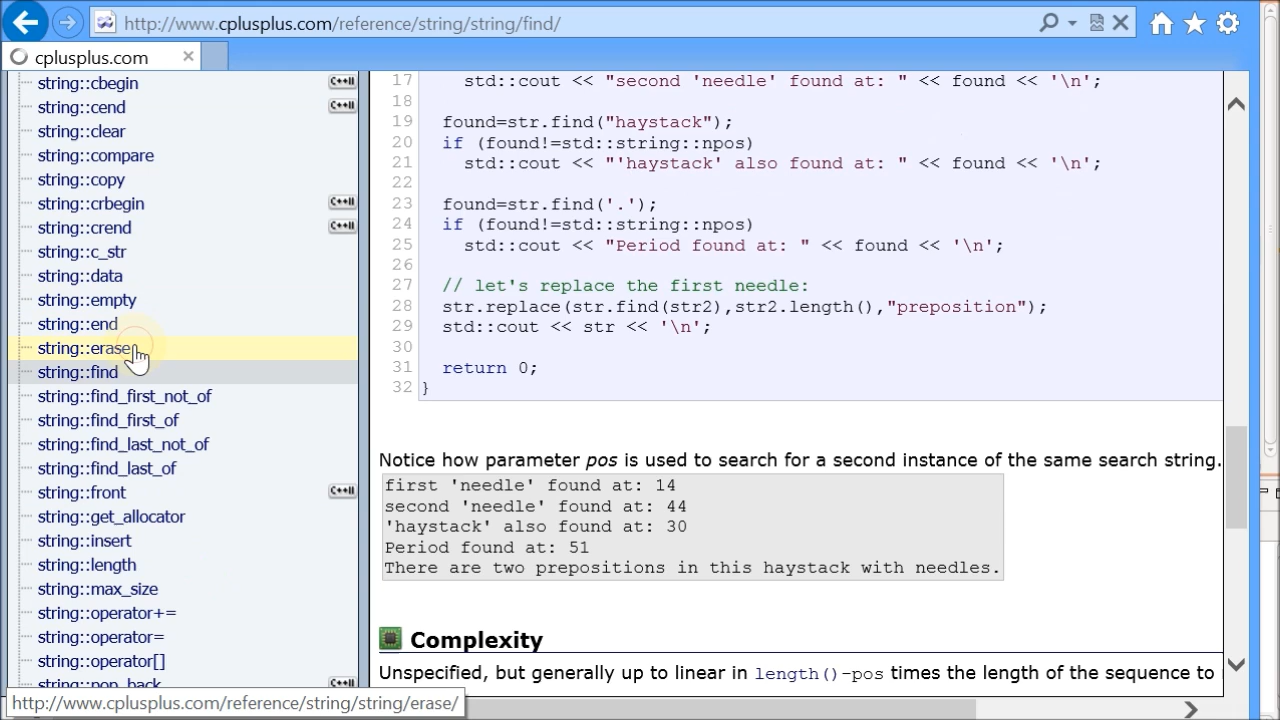 http://www.cplusplus.com/reference/string/string/find/
cplusplus.com
string::cbegin C++11
string::cend C++11
string::clear
string::compare
string::copy
string::crbegin C++11
string::crend C++11
string::c_str
string::data
string::empty
string::end
string::erase
string::find
string::find_first_not_of
string::find_first_of
string::find_last_not_of
string::find_last_of
string::front C++11
string::get_allocator
string::insert
string::length
string::max_size
string::operator+=
string::operator=
string::operator[]
string::pop_back C++11
http://www.cplusplus.com/reference/string/string/erase/
17 std::cout << "second 'needle' found at: " << found << '\n';
18
19 found=str.find("haystack");
20 if (found!=std::string::npos)
21 std::cout << "'haystack' also found at: " << found << '\n';
22
23 found=str.find('.');
24 if (found!=std::string::npos)
25 std::cout << "Period found at: " << found << '\n';
26
27 // let's replace the first needle:
28 str.replace(str.find(str2),str2.length(),"preposition");
29 std::cout << str << '\n';
30
31 return 0;
32 }
Notice how parameter pos is used to search for a second instance of the same search string.
first 'needle' found at: 14
second 'needle' found at: 44
'haystack' also found at: 30
Period found at: 51
There are two prepositions in this haystack with needles.
Complexity
Unspecified, but generally up to linear in length()-pos times the length of the sequence to